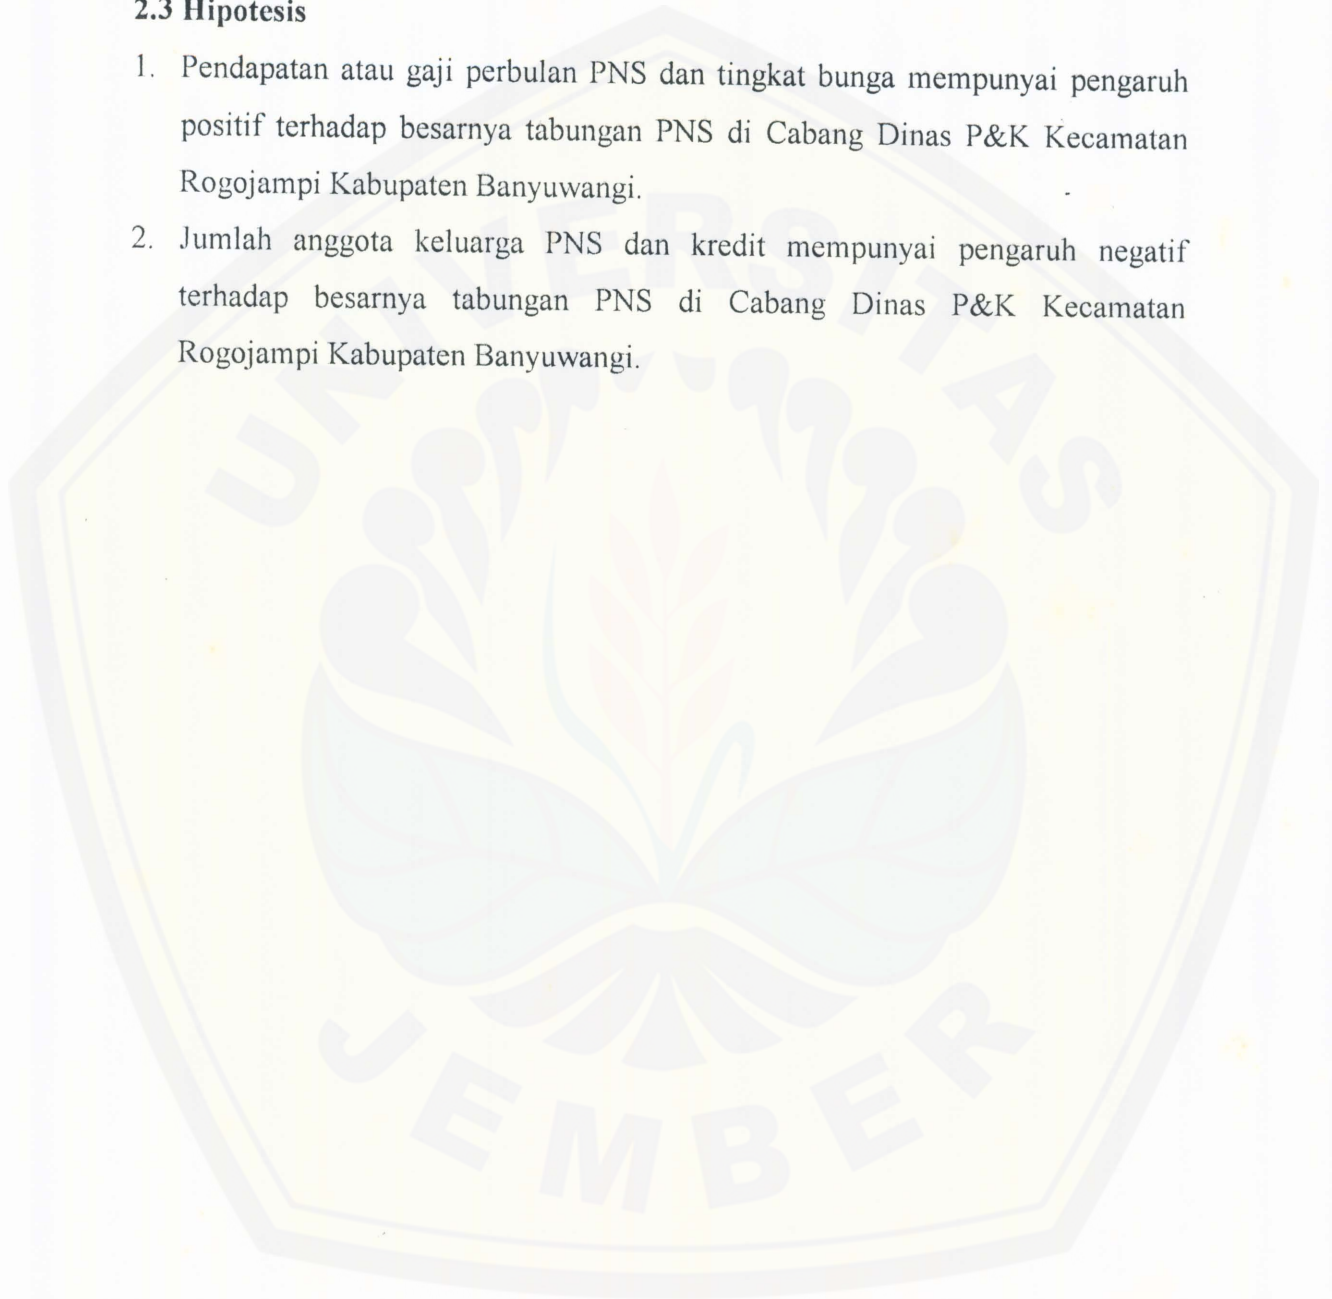 2.3 Hipotesis
1. Pendapatan atau gaji perbulan PNS dan tingkat bunga mempunyai pengaruh
positif terhadap besarnya tabungan PNS di Cabang Dinas P&K Kecamatan
Rogojampi Kabupaten Banyuwangi.
2. Jumlah anggota keluarga PNS dan kredit mempunyai pengaruh negatif
terhadap besarnya tabungan PNS di Cabang Dinas P&K Kecamatan
Rogojampi Kabupaten Banyuwangi.
UNIVERSITAS
JEMBER